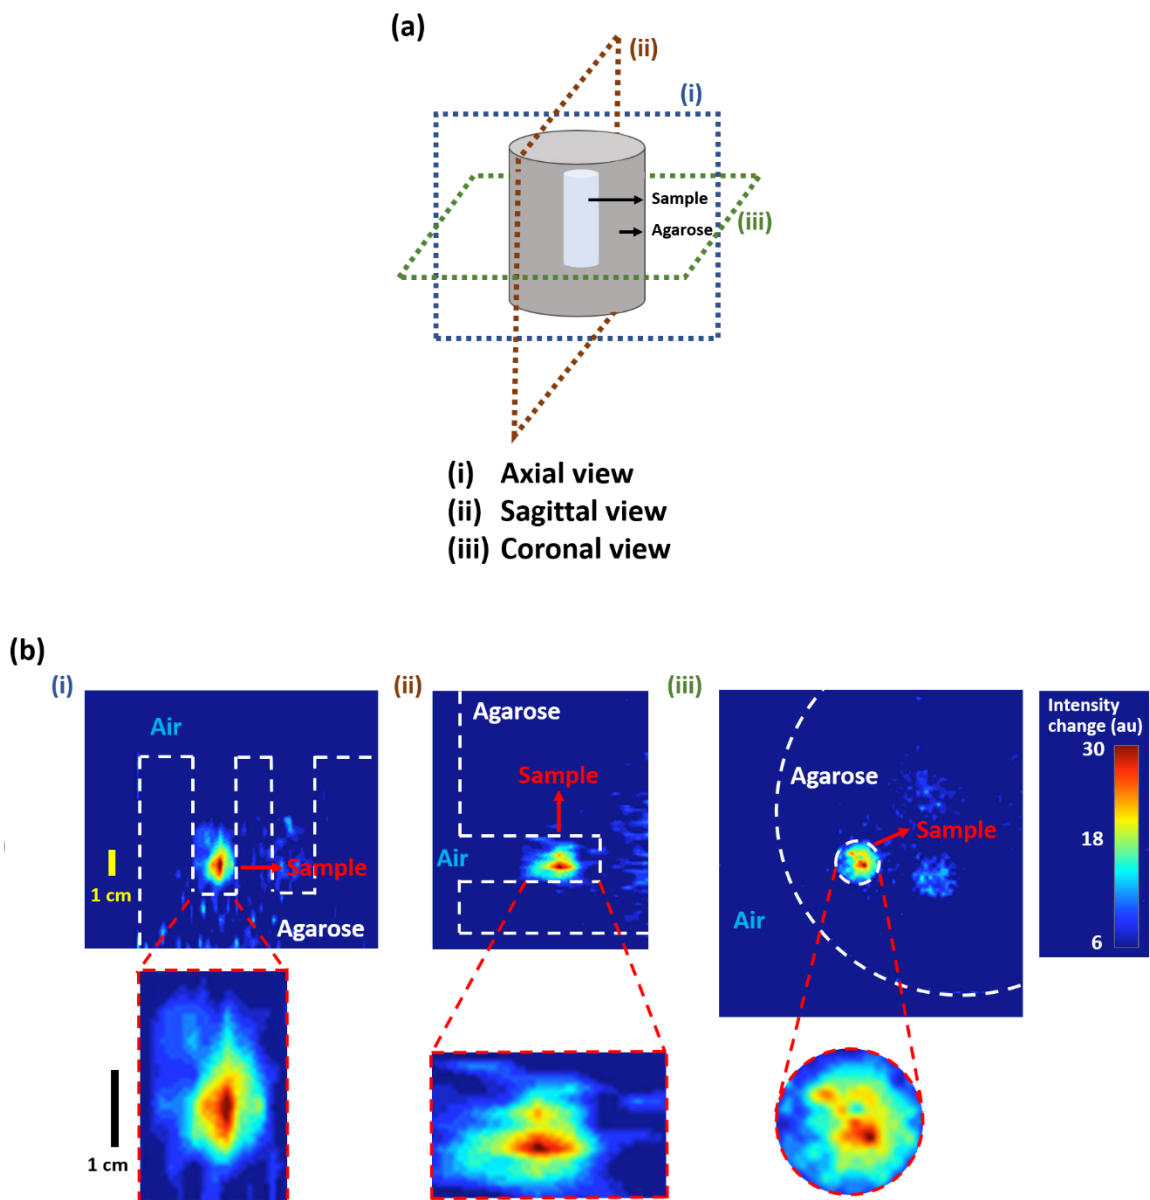 (a)
(ii)
(i)
Sample
Agarose
(iii)
(i) Axial view
(ii) Sagittal view
(iii) Coronal view
(b)
(i)
Air
Sample
1 cm
Agarose
1 cm
(ii)
Agarose
Sample
Air
(iii)
Agarose
Sample
Air
Intensity
change (au)
30
18
6